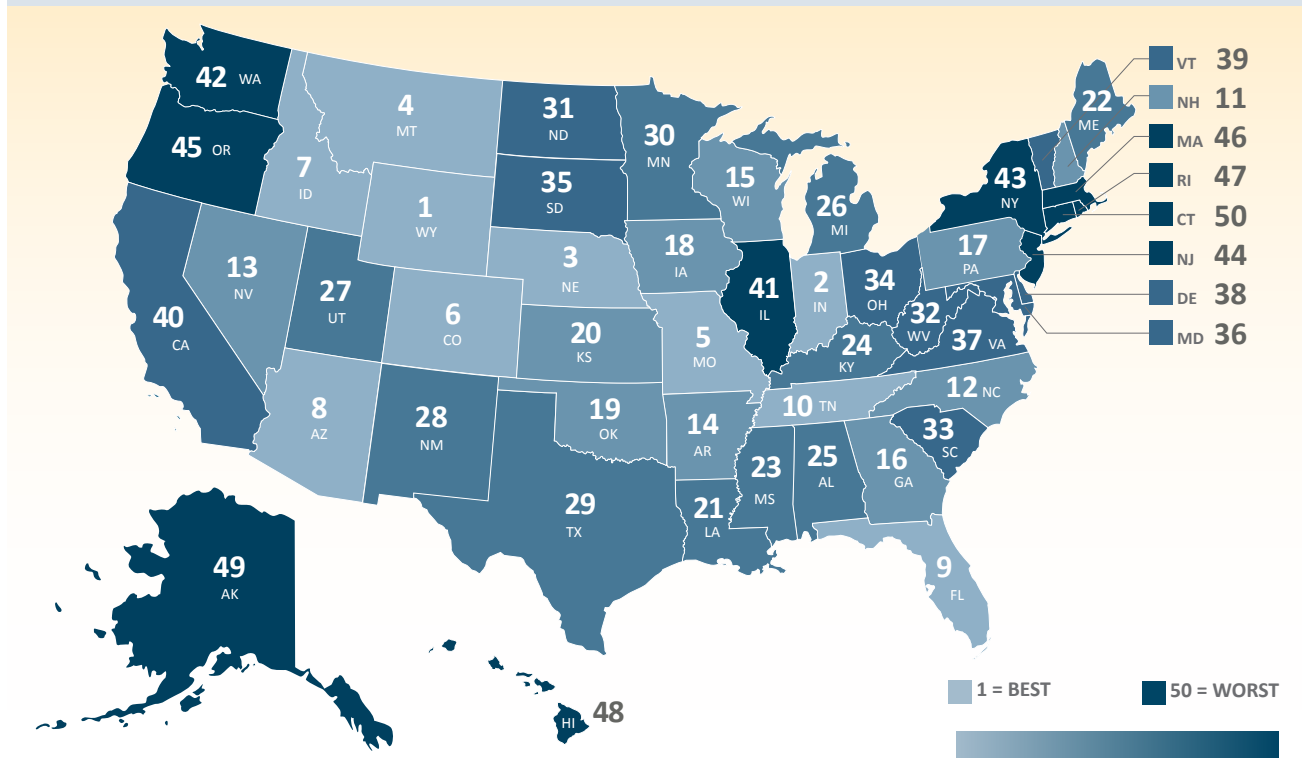 42 WA
45 OR
4
MT
7
ID
1
WY
31
ND
35
SD
30
MN
15
WI
26
MI
43
NY
22
ME
VT 39
NH 11
MA 46
RI 47
CT 50
NJ 44
DE 38
MD 36
40
CA
13
NV
27
UT
6
CO
3
NE
18
IA
41
IL
2
IN
34
OH
17
PA
32
WV
37 VA
20
KS
5
MO
24
KY
12 NC
10 TN
8
AZ
28
NM
19
OK
14
AR
33
SC
29
TX
21
LA
23
MS
25
AL
16
GA
9
FL
49
AK
HI 48
1 = BEST
50 = WORST